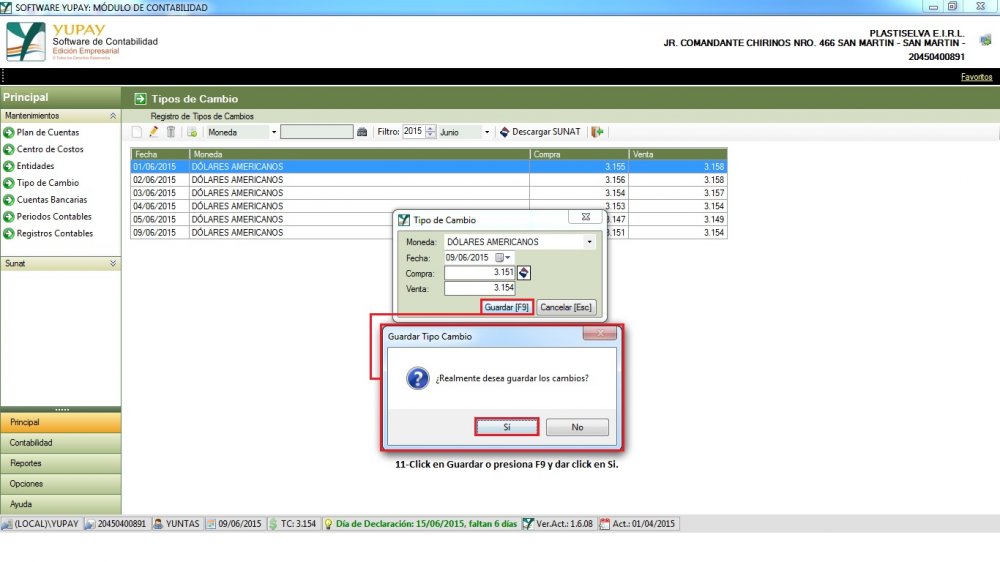 SOFTWARE YUPAY: MÓDULO DE CONTABILIDAD
YUPAY
Software de Contabilidad
Edición Empresarial
© Todos los Derechos Reservados
PLASTISELVA E.I.R.L.
JR. COMANDANTE CHIRINOS NRO. 466 SAN MARTIN - SAN MARTIN -
20450400891
Favoritos
Principal
Mantenimientos
Plan de Cuentas
Centro de Costos
Entidades
Tipo de Cambio
Cuentas Bancarias
Periodos Contables
Registros Contables
Sunat
Principal
Contabilidad
Reportes
Opciones
Ayuda
Tipos de Cambio
Registro de Tipos de Cambios
Moneda Filtro: 2015 Junio Descargar SUNAT
Fecha Moneda Compra Venta
01/06/2015 DÓLARES AMERICANOS 3.155 3.158
02/06/2015 DÓLARES AMERICANOS 3.156 3.158
03/06/2015 DÓLARES AMERICANOS 3.154 3.157
04/06/2015 DÓLARES AMERICANOS 3.153 3.154
05/06/2015 DÓLARES AMERICANOS 3.147 3.149
09/06/2015 DÓLARES AMERICANOS 3.151 3.154
Tipo de Cambio
Moneda: DÓLARES AMERICANOS
Fecha: 09/06/2015
Compra: 3.151
Venta: 3.154
Guardar [F9] Cancelar [Esc]
Guardar Tipo Cambio
¿Realmente desea guardar los cambios?
Sí No
11-Click en Guardar o presiona F9 y dar click en Si.
(LOCAL)\YUPAY 20450400891 YUNTAS 09/06/2015 TC: 3.154 Día de Declaración: 15/06/2015, faltan 6 días Ver.Act.: 1.6.08 Act.: 01/04/2015